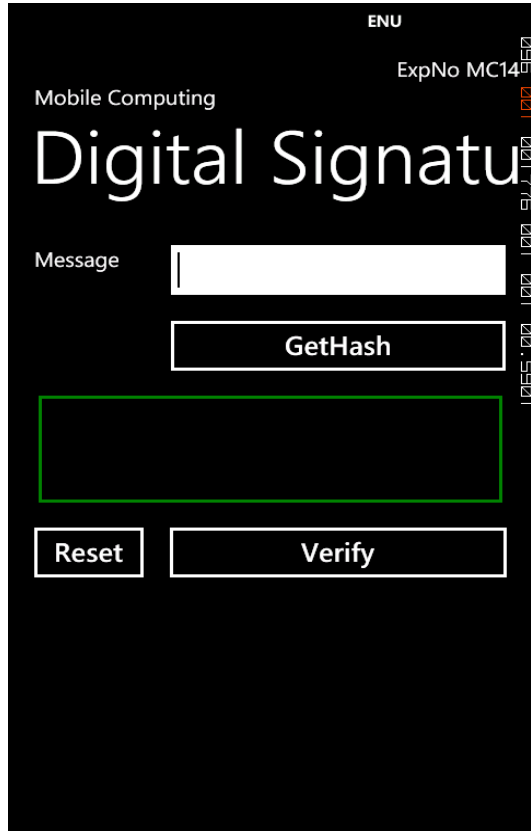 ENU
ExpNo MC14
Mobile Computing
Digital Signatu
Message
GetHash
Reset
Verify